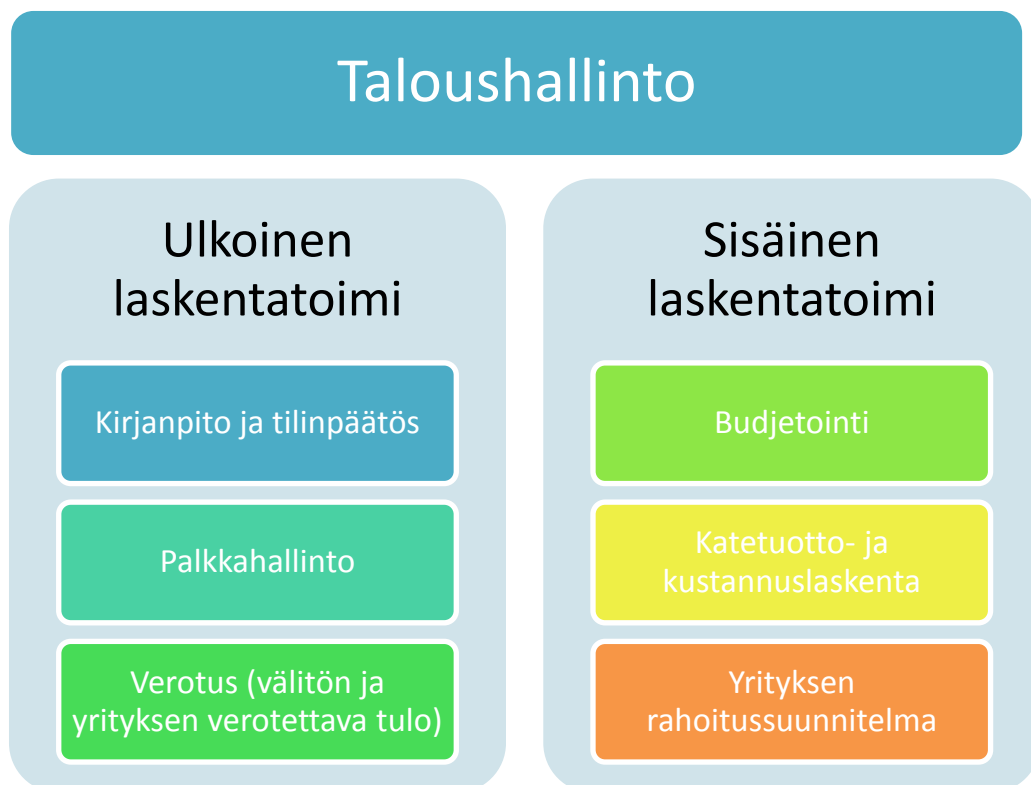 Taloushallinto
Ulkoinen
laskentatoimi
Kirjanpito ja tilinpäätös
Palkkahallinto
Verotus (välitön ja
yrityksen verotettava tulo)
Sisäinen
laskentatoimi
Budjetointi
Katetuotto- ja
kustannuslaskenta
Yrityksen
rahoitussuunnitelma